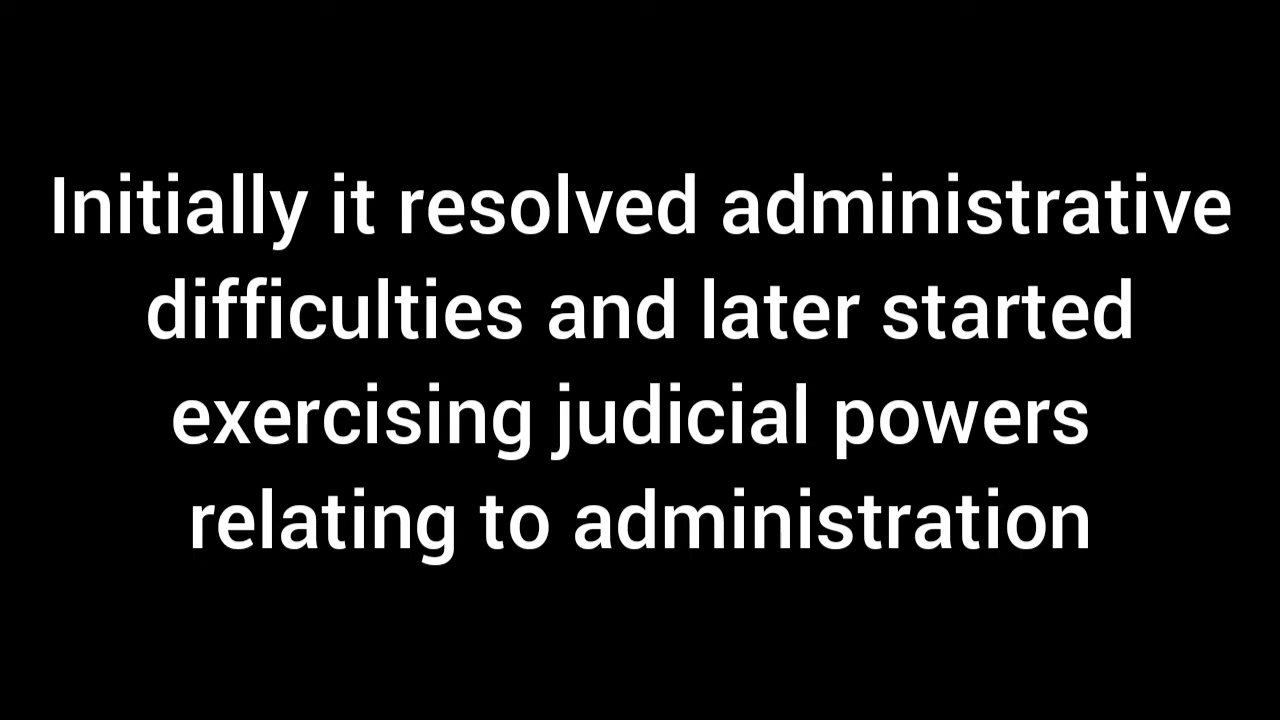 Initially it resolved administrative
difficulties and later started
exercising judicial powers
relating to administration